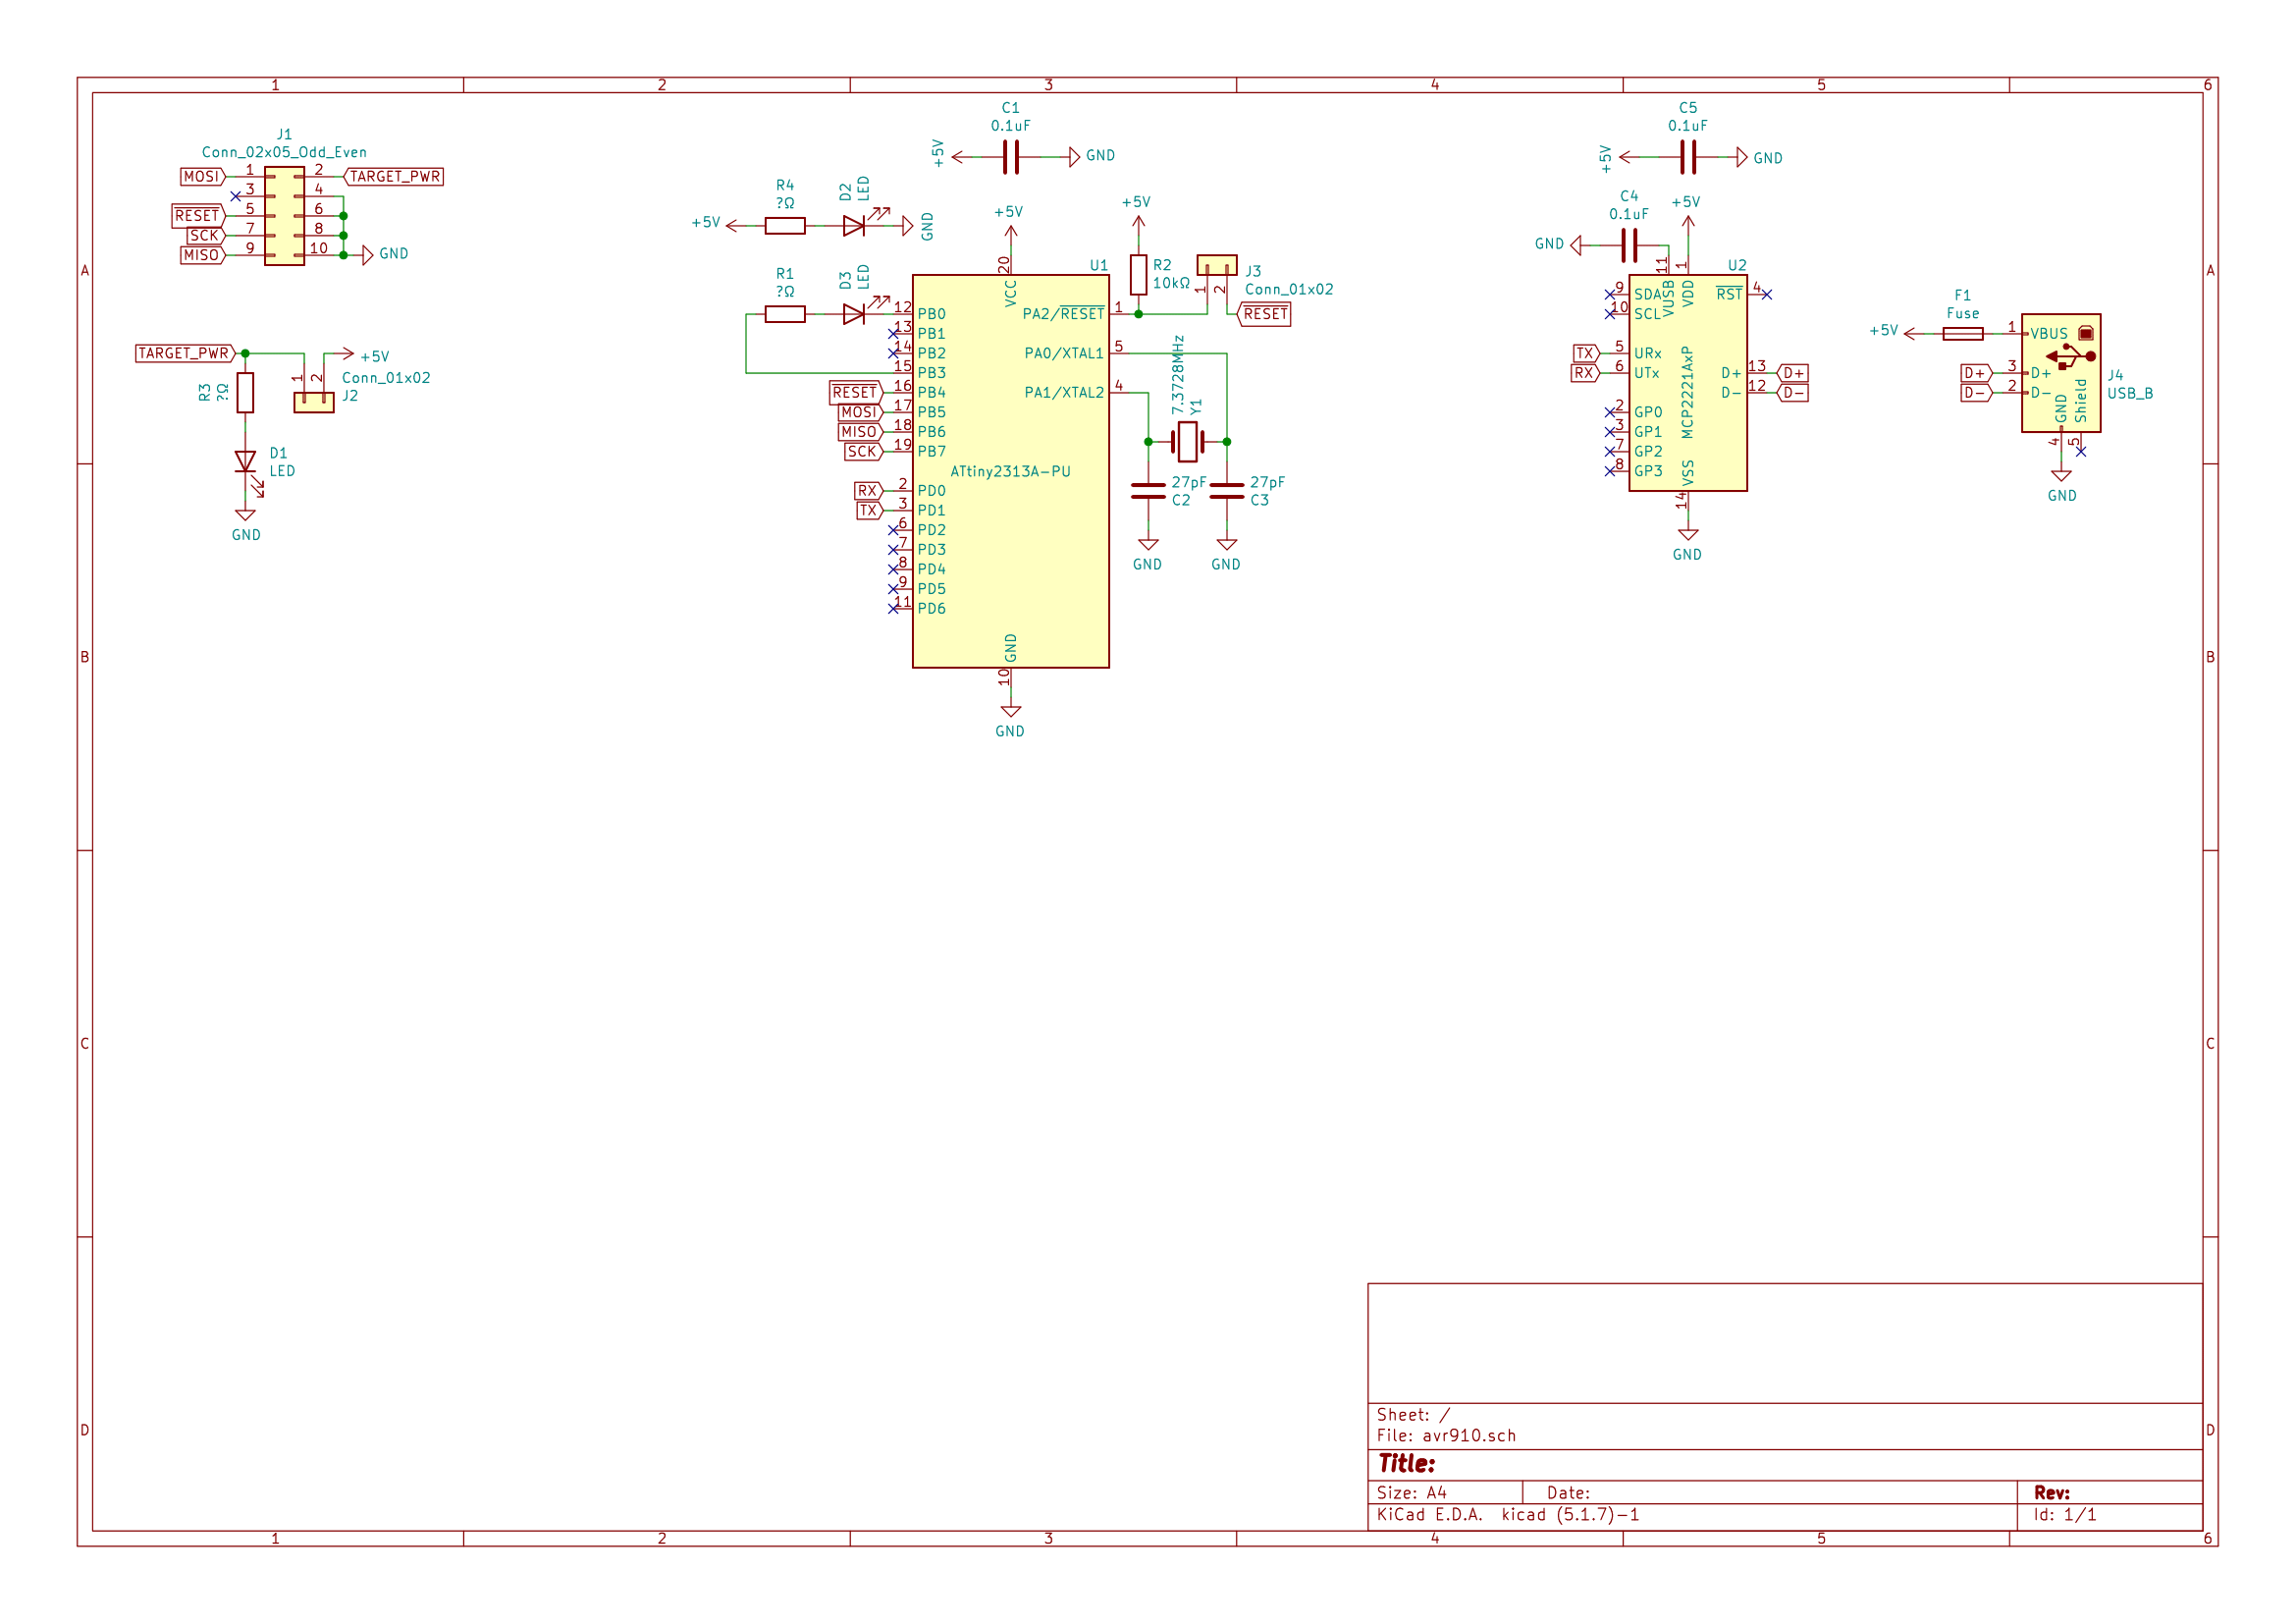 1 2 3 4 5 6
A
B
C
D
J1
Conn_02x05_Odd_Even
MOSI 1 2 TARGET_PWR
3 4
RESET 5 6
SCK 7 8
MISO 9 10 GND
TARGET_PWR
+5V
1 2
Conn_01x02
J2
R3
?Ω
D1
LED
GND
C1
0.1uF
+5V
GND
R4
?Ω
D2
LED
+5V
GND
R1
?Ω
D3
LED
+5V
20
VCC
U1
12 PB0
13 PB1
14 PB2
15 PB3
RESET 16 PB4
MOSI 17 PB5
MISO 18 PB6
SCK 19 PB7
ATtiny2313A-PU
RX 2 PD0
TX 3 PD1
6 PD2
7 PD3
8 PD4
9 PD5
11 PD6
GND
10
GND
PA2/RESET 1
PA0/XTAL1 5
PA1/XTAL2 4
+5V
R2
10kΩ
J3
Conn_01x02
1 2
RESET
7.3728MHz
Y1
27pF
C2
27pF
C3
GND
GND
C5
0.1uF
+5V
GND
C4
0.1uF
GND
+5V
11 1
U2
VUSB VDD
9 SDA
10 SCL
RST 4
TX 5 URx
RX 6 UTx
MCP2221AxP
D+ 13 D+
D- 12 D-
2 GP0
3 GP1
7 GP2
8 GP3
VSS
14
GND
F1
Fuse
+5V
1 VBUS
D+ 3 D+
D- 2 D-
GND Shield
4 5
J4
USB_B
GND
Sheet: /
File: avr910.sch
Title:
Size: A4 Date: Rev:
KiCad E.D.A. kicad (5.1.7)-1 Id: 1/1
1 2 3 4 5 6
A
B
C
D